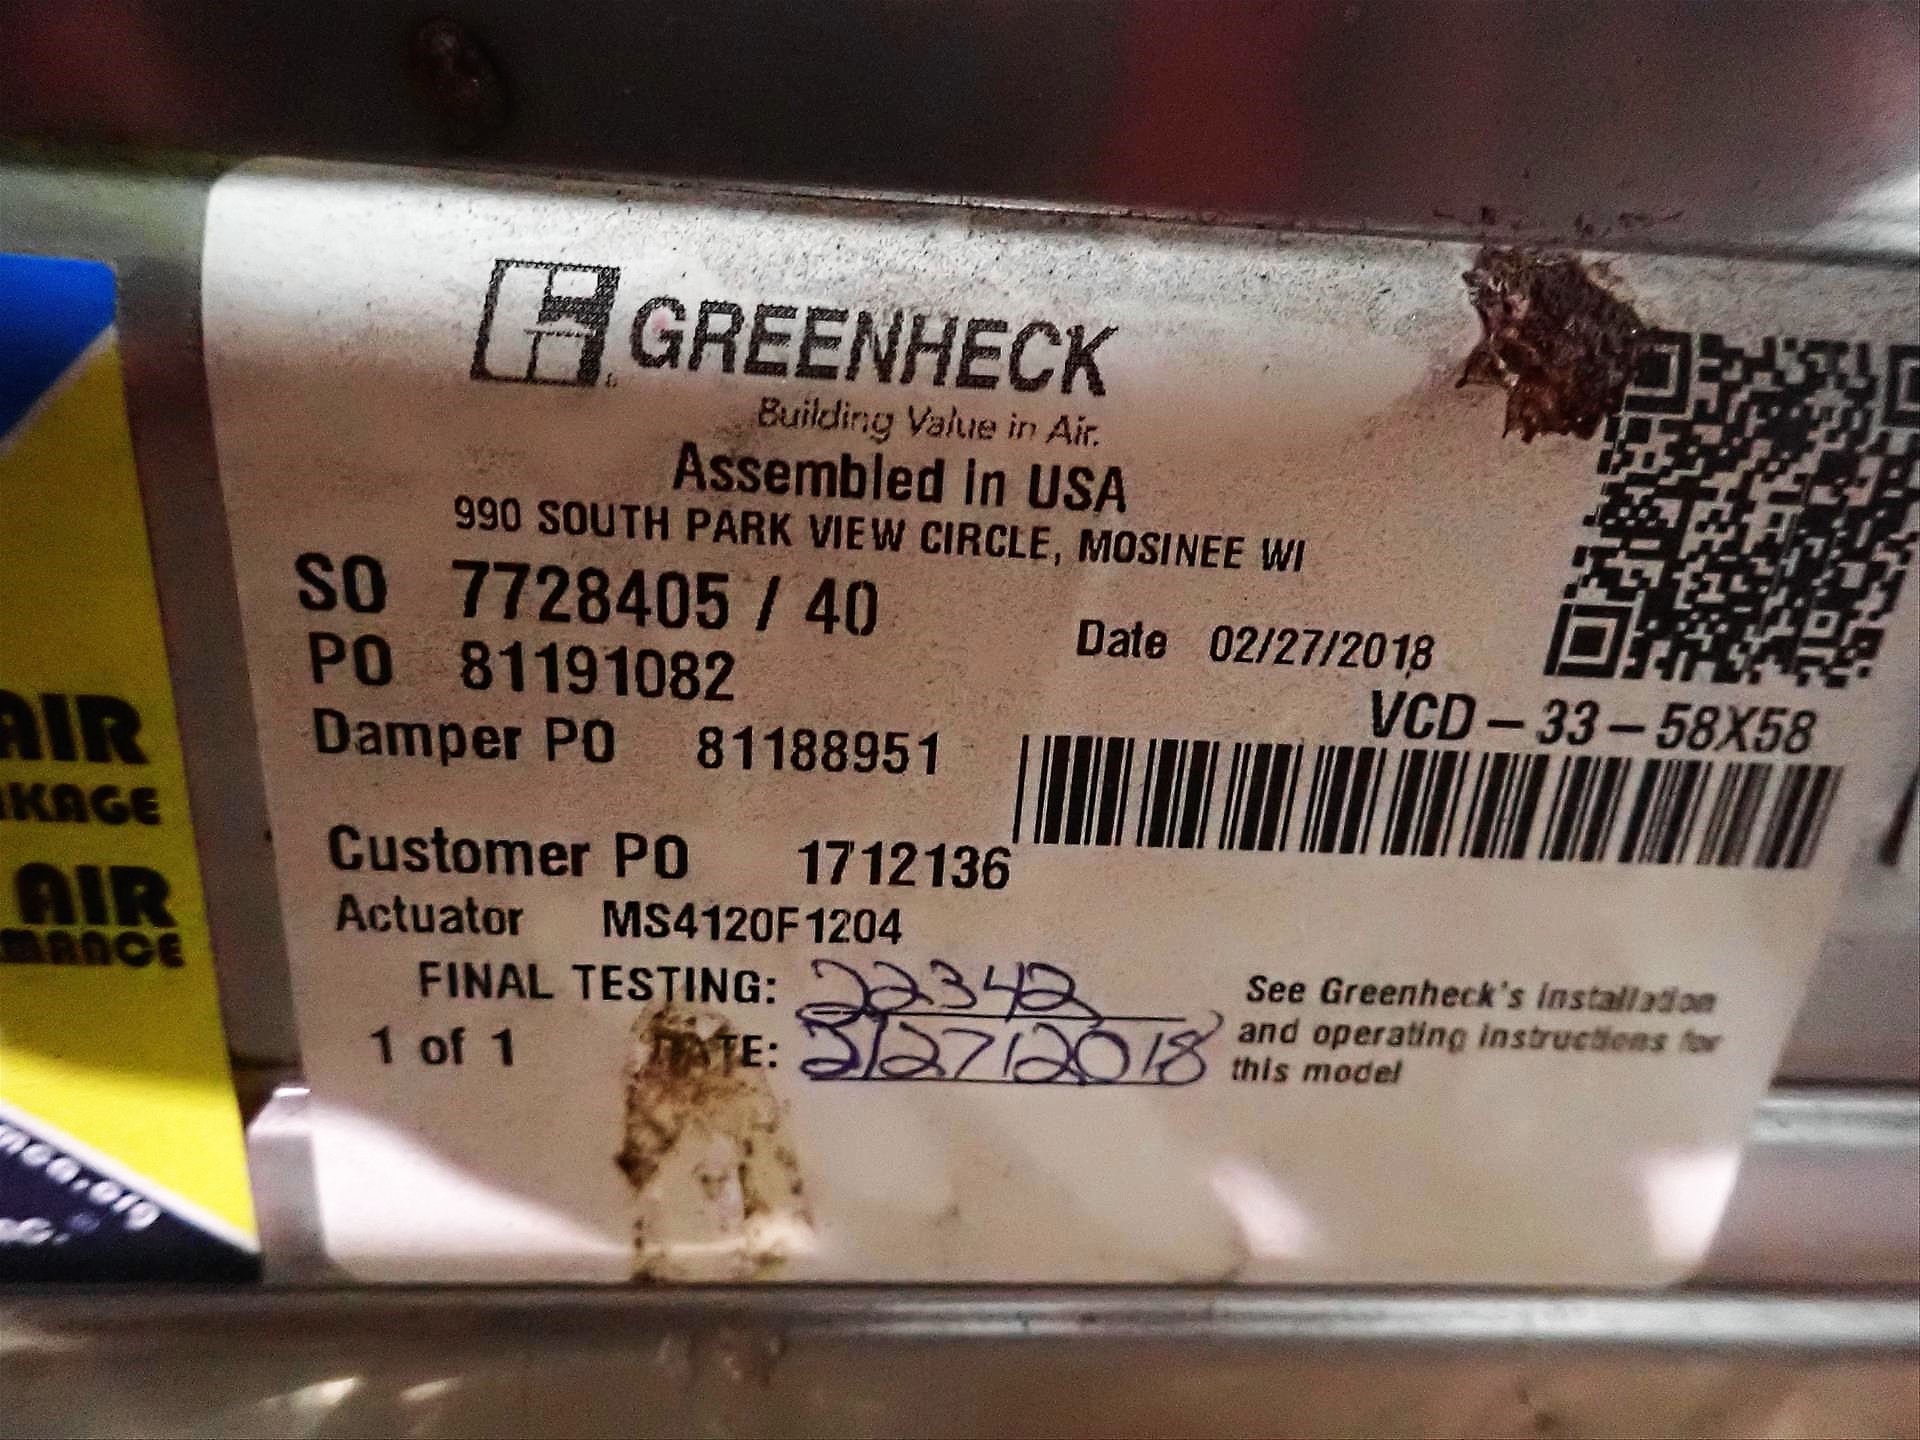 GREENHECK
Building Value in Air.
Assembled in USA
990 SOUTH PARK VIEW CIRCLE, MOSINEE WI
SO 7728405 / 40
PO 81191082
Date 02/27/2018
Damper PO 81188951
VCD - 33 - 58X58
Customer PO 1712136
Actuator MS4120F1204
FINAL TESTING: 22342
1 of 1 DATE: 2/27/2018
See Greenheck's installation
and operating instructions for
this model
AIR
KAGE
AIR
MANCE